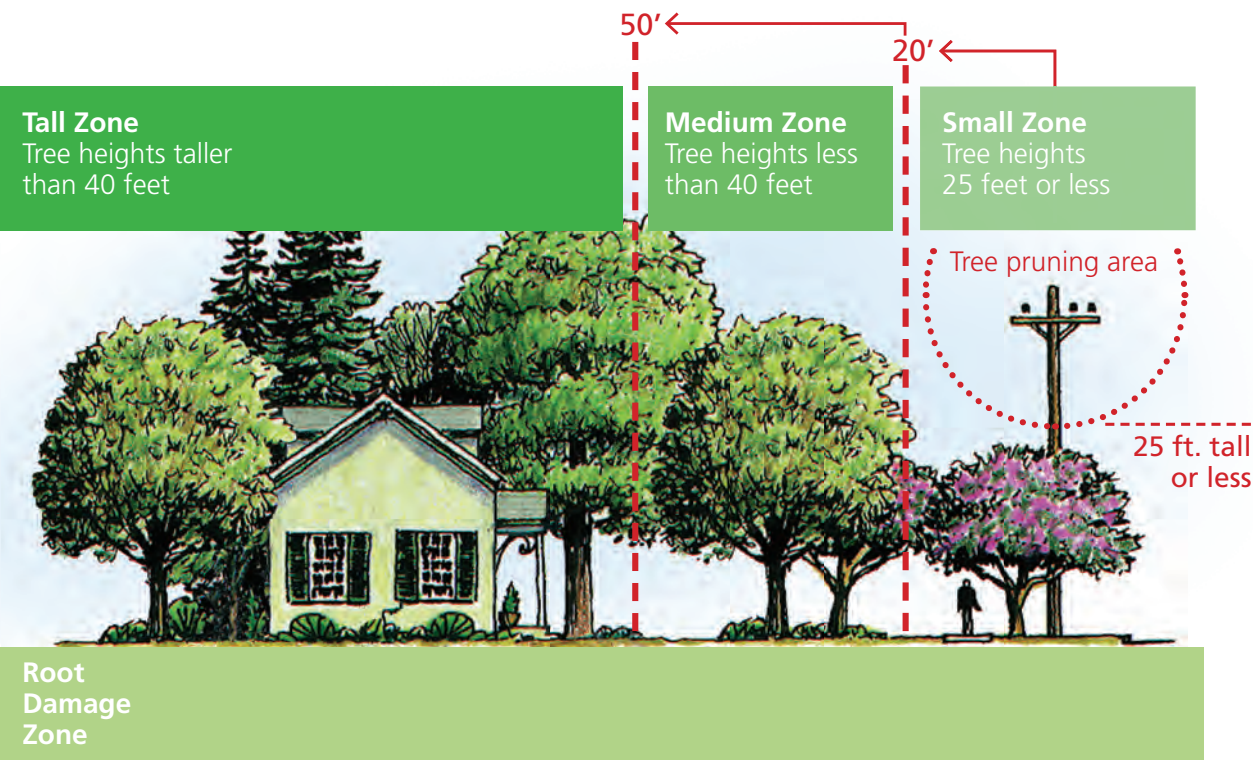 50’
20’
Tall Zone
Tree heights taller
than 40 feet
Medium Zone
Tree heights less
than 40 feet
Small Zone
Tree heights
25 feet or less
Tree pruning area
25 ft. tall
or less
Root
Damage
Zone